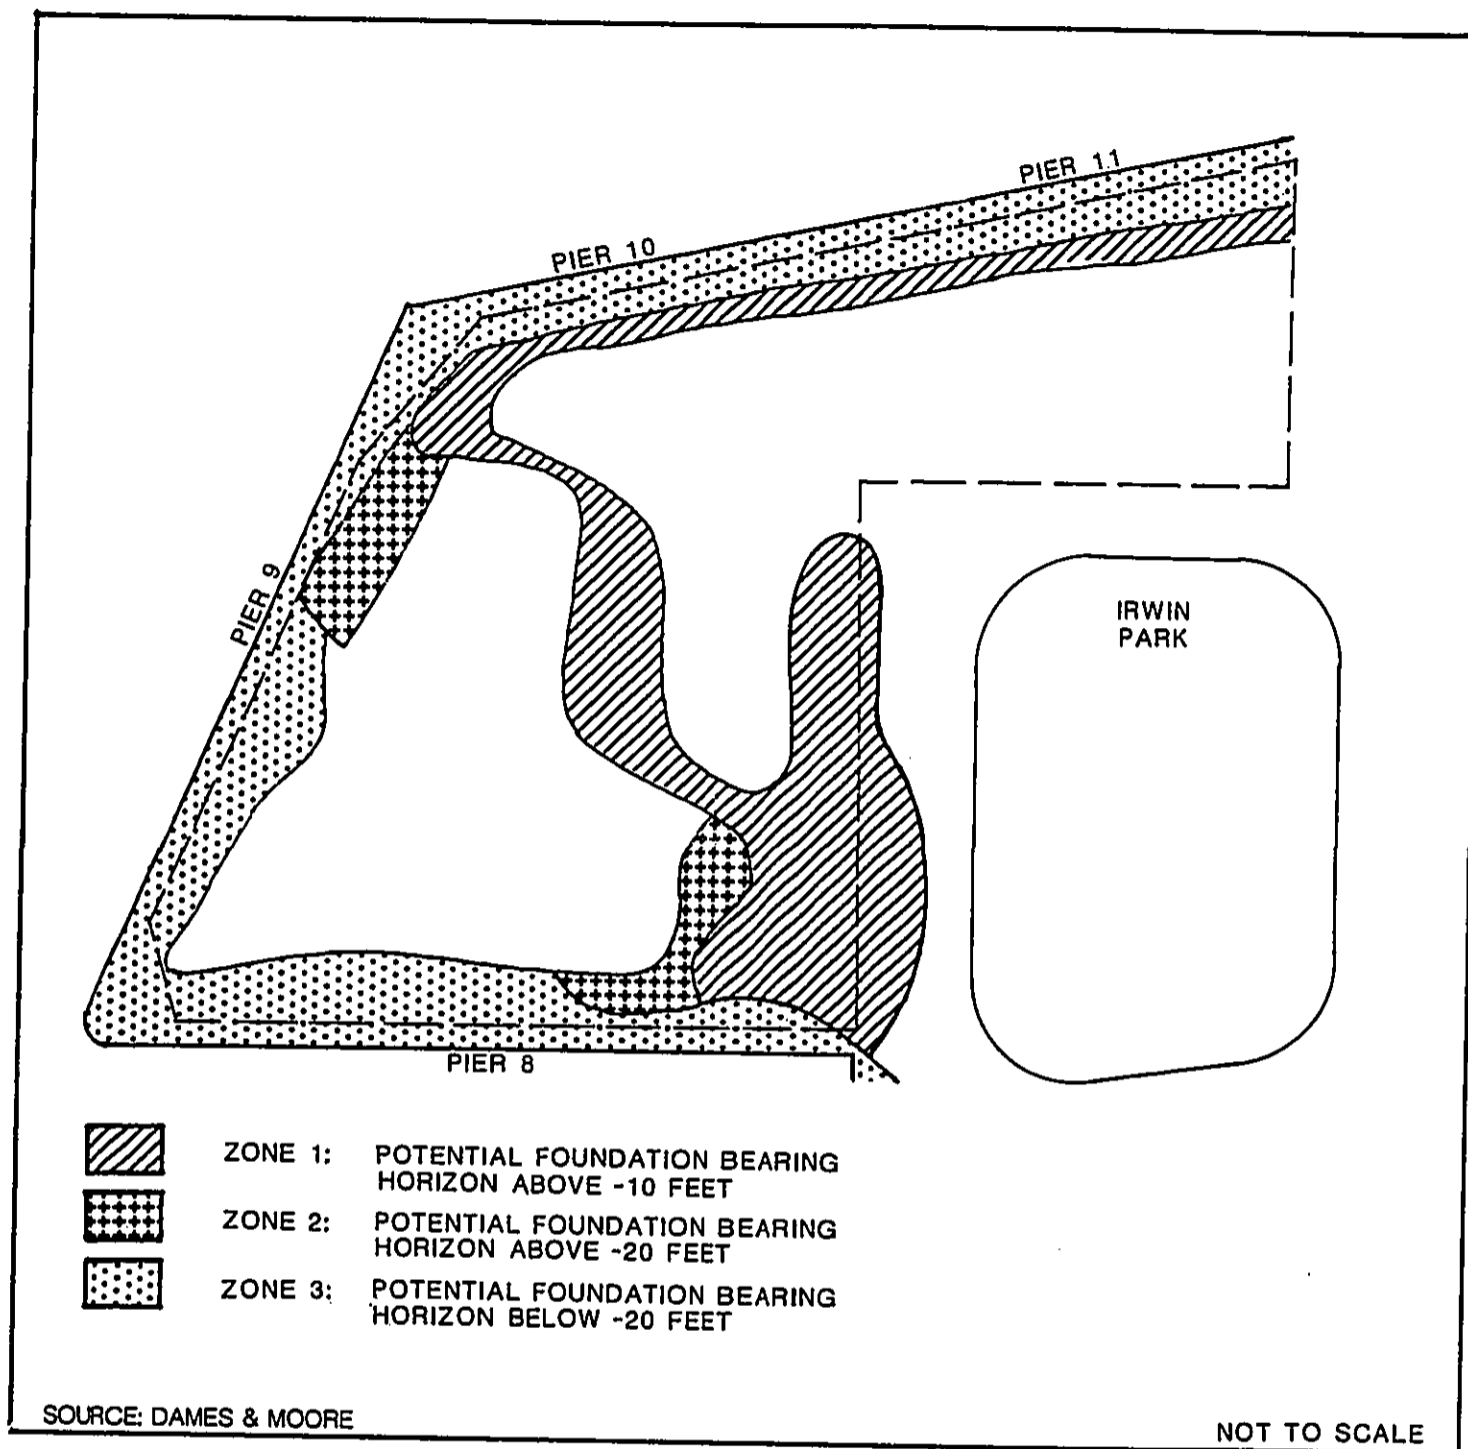 PIER 11
PIER 10
PIER 9
IRWIN
PARK
PIER 8
ZONE 1: POTENTIAL FOUNDATION BEARING
HORIZON ABOVE -10 FEET
ZONE 2: POTENTIAL FOUNDATION BEARING
HORIZON ABOVE -20 FEET
ZONE 3: POTENTIAL FOUNDATION BEARING
HORIZON BELOW -20 FEET
SOURCE: DAMES & MOORE
NOT TO SCALE